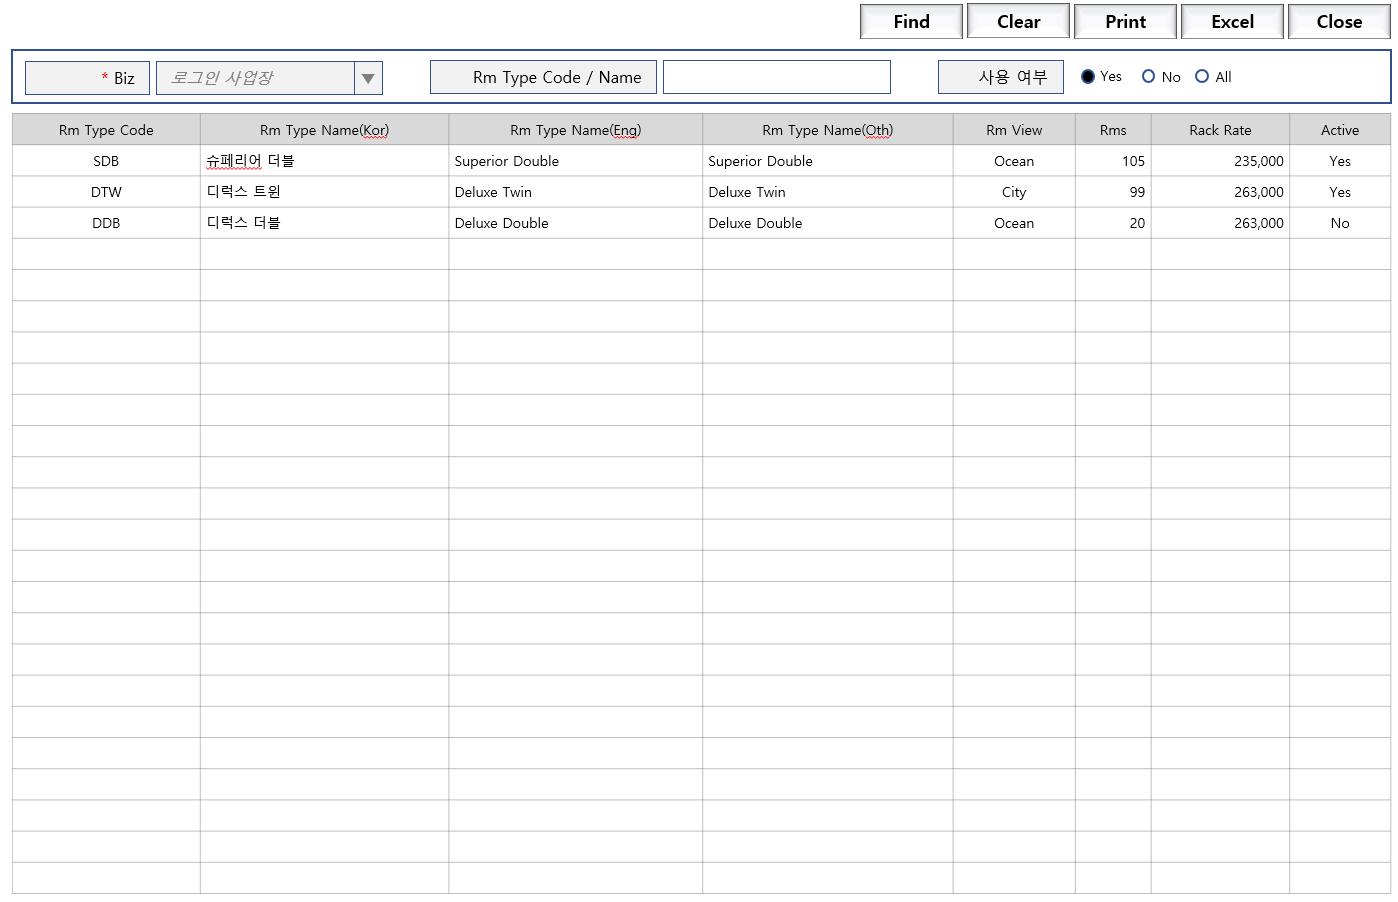 Find Clear Print Excel Close
* Biz 로그인 사업장 Rm Type Code / Name 사용 여부 Yes No All
Rm Type Code Rm Type Name(Kor) Rm Type Name(Eng) Rm Type Name(Oth) Rm View Rms Rack Rate Active
SDB 슈페리어 더블 Superior Double Superior Double Ocean 105 235,000 Yes
DTW 디럭스 트윈 Deluxe Twin Deluxe Twin City 99 263,000 Yes
DDB 디럭스 더블 Deluxe Double Deluxe Double Ocean 20 263,000 No